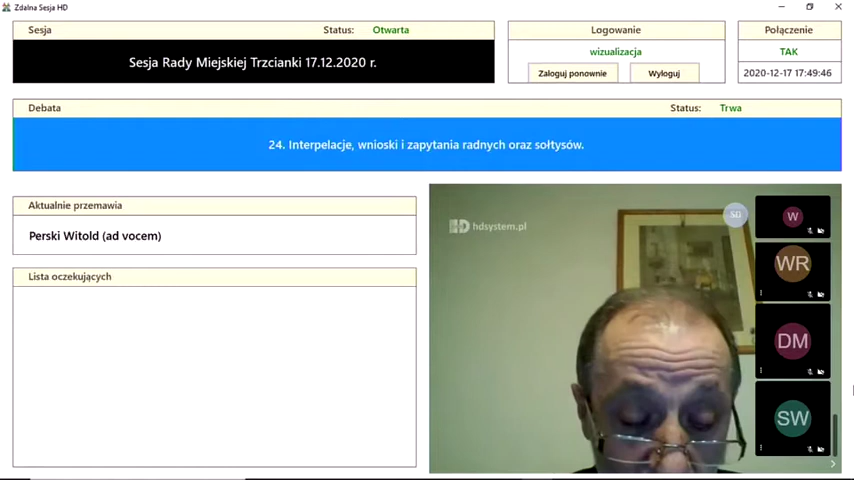 Zdalna Sesja HD
Sesja
Status:
Otwarta
Sesja Rady Miejskiej Trzcianki 17.12.2020 r.
Logowanie
wizualizacja
Zaloguj ponownie
Wyloguj
Połączenie
TAK
2020-12-17 17:49:46
Debata
Status:
Trwa
24. Interpelacje, wnioski i zapytania radnych oraz sołtysów.
Aktualnie przemawia
Perski Witold (ad vocem)
Lista oczekujących
HD hdsystem.pl
SD
W
WR
DM
SW